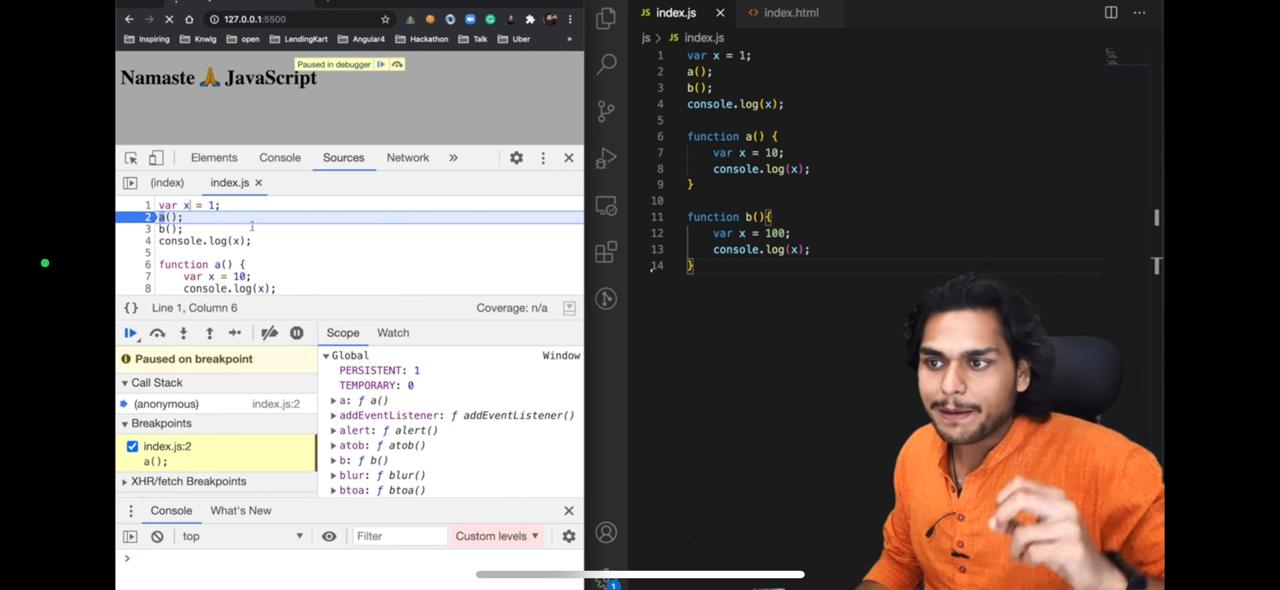 127.0.0.1:5500
Inspiring Knwlg open LendingKart Angular4 Hackathon Talk Uber »
Paused in debugger
Namaste 🙏 JavaScript
Elements Console Sources Network »
(index) index.js ×
1 var x = 1;
2 a();
3 b();
4 console.log(x);
5
6 function a() {
7 var x = 10;
8 console.log(x);
{} Line 1, Column 6 Coverage: n/a
Scope Watch
Paused on breakpoint
Call Stack
(anonymous) index.js:2
Breakpoints
index.js:2
a();
XHR/fetch Breakpoints
Global Window
PERSISTENT: 1
TEMPORARY: 0
a: ƒ a()
addEventListener: ƒ addEventListener()
alert: ƒ alert()
atob: ƒ atob()
b: ƒ b()
blur: ƒ blur()
btoa: ƒ btoa()
Console What's New
top Filter Custom levels
>
JS index.js × <> index.html
js > JS index.js
1 var x = 1;
2 a();
3 b();
4 console.log(x);
5
6 function a() {
7 var x = 10;
8 console.log(x);
9 }
10
11 function b(){
12 var x = 100;
13 console.log(x);
14 }
1